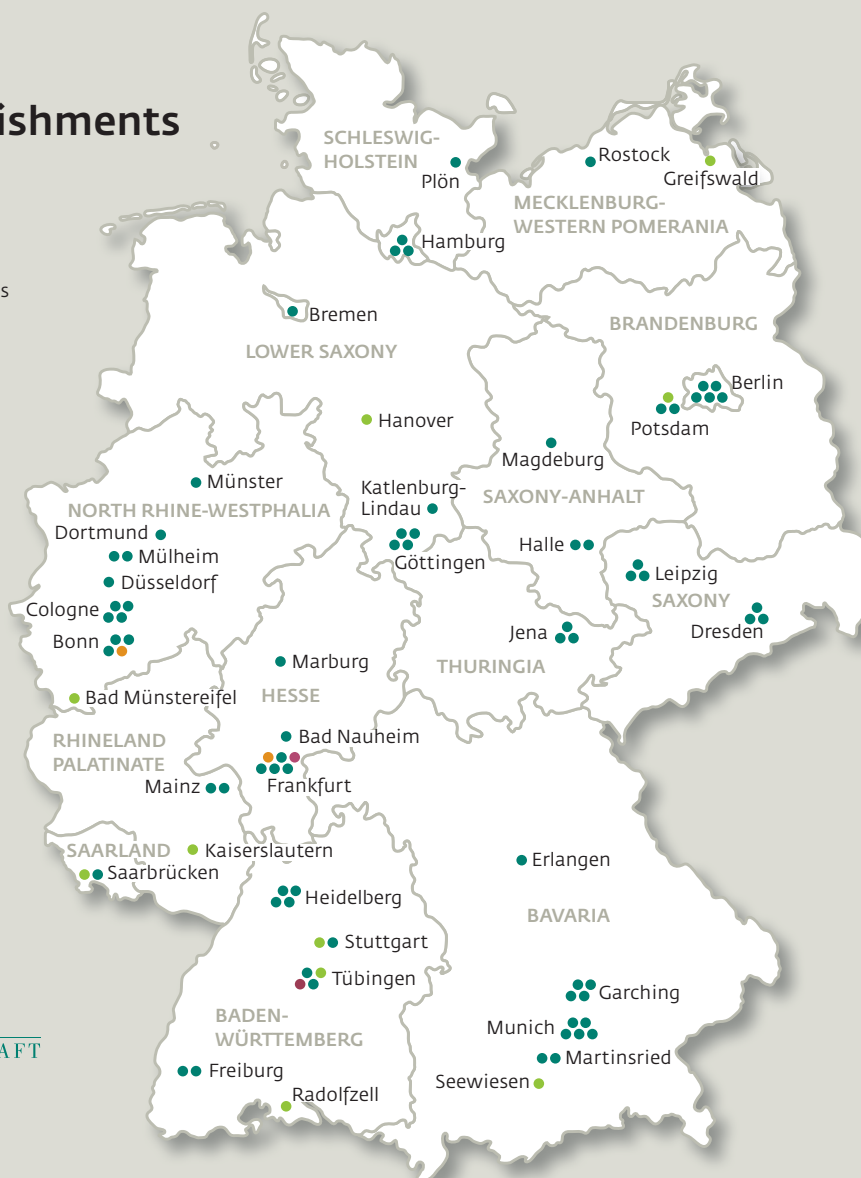 ishments
SCHLESWIG-
HOLSTEIN
Plön
Rostock
Greifswald
MECKLENBURG-
WESTERN POMERANIA
Hamburg
s
Bremen
LOWER SAXONY
BRANDENBURG
Berlin
Potsdam
Hanover
Magdeburg
Münster
Katlenburg-
Lindau
SAXONY-ANHALT
NORTH RHINE-WESTPHALIA
Dortmund
Mülheim
Göttingen
Halle
Düsseldorf
Leipzig
SAXONY
Cologne
Bonn
Jena
Dresden
Marburg
THURINGIA
HESSE
Bad Münstereifel
Bad Nauheim
RHINELAND
PALATINATE
Mainz
Frankfurt
SAARLAND
Kaiserslautern
Saarbrücken
Erlangen
Heidelberg
BAVARIA
Stuttgart
Tübingen
Garching
BADEN-
WÜRTTEMBERG
Munich
AFT
Martinsried
Freiburg
Seewiesen
Radolfzell